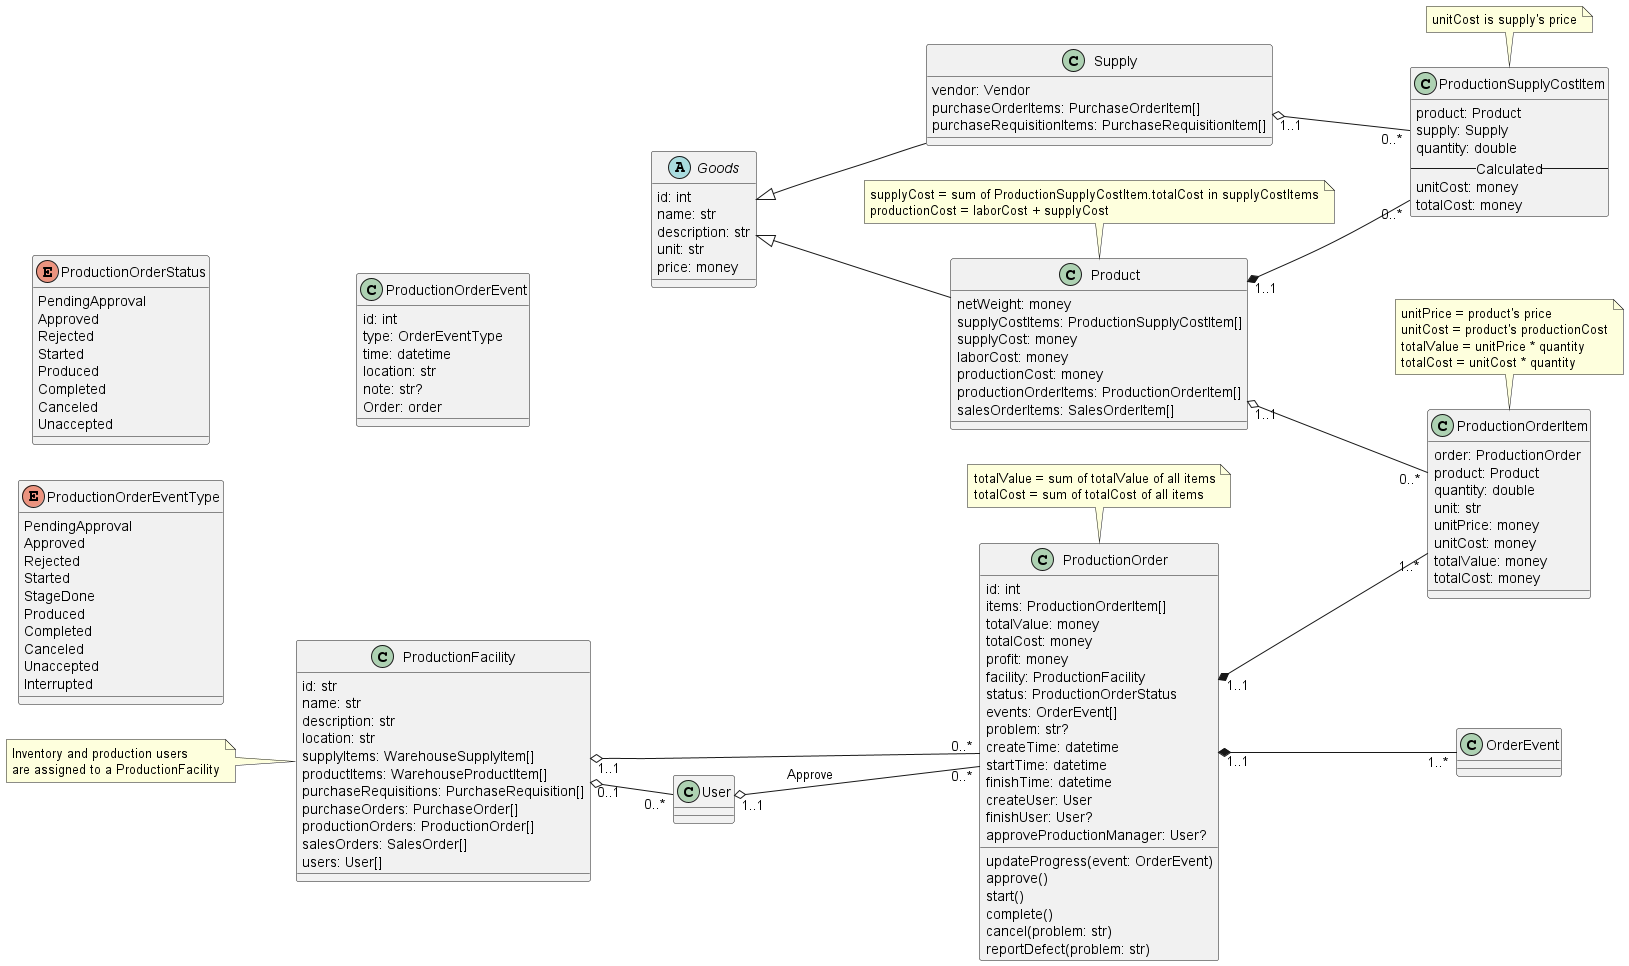 unitCost is supply's price
C ProductionSupplyCostItem
product: Product
supply: Supply
quantity: double
Calculated
unitCost: money
totalCost: money
C Supply
vendor: Vendor
purchaseOrderItems: PurchaseOrderItem[]
purchaseRequisitionItems: PurchaseRequisitionItem[]
1..1
0..*
A Goods
id: int
name: str
description: str
unit: str
price: money
supplyCost = sum of ProductionSupplyCostItem.totalCost in supplyCostItems
productionCost = laborCost + supplyCost
0..*
C Product
netWeight: money
supplyCostItems: ProductionSupplyCostItem[]
supplyCost: money
laborCost: money
productionCost: money
productionOrderItems: ProductionOrderItem[]
salesOrderItems: SalesOrderItem[]
1..1
1..1
0..*
E ProductionOrderStatus
PendingApproval
Approved
Rejected
Started
Produced
Completed
Canceled
Unaccepted
C ProductionOrderEvent
id: int
type: OrderEventType
time: datetime
location: str
note: str?
Order: order
unitPrice = product's price
unitCost = product's productionCost
totalValue = unitPrice * quantity
totalCost = unitCost * quantity
C ProductionOrderItem
order: ProductionOrder
product: Product
quantity: double
unit: str
unitPrice: money
unitCost: money
totalValue: money
totalCost: money
1..*
E ProductionOrderEventType
PendingApproval
Approved
Rejected
Started
StageDone
Produced
Completed
Canceled
Unaccepted
Interrupted
totalValue = sum of totalValue of all items
totalCost = sum of totalCost of all items
C ProductionOrder
id: int
items: ProductionOrderItem[]
totalValue: money
totalCost: money
profit: money
facility: ProductionFacility
status: ProductionOrderStatus
events: OrderEvent[]
problem: str?
createTime: datetime
startTime: datetime
finishTime: datetime
createUser: User
finishUser: User?
approveProductionManager: User?
updateProgress(event: OrderEvent)
approve()
start()
complete()
cancel(problem: str)
reportDefect(problem: str)
1..1
1..1
1..*
C OrderEvent
C ProductionFacility
id: str
name: str
description: str
location: str
supplyItems: WarehouseSupplyItem[]
productItems: WarehouseProductItem[]
purchaseRequisitions: PurchaseRequisition[]
purchaseOrders: PurchaseOrder[]
productionOrders: ProductionOrder[]
salesOrders: SalesOrder[]
users: User[]
Inventory and production users
are assigned to a ProductionFacility
1..1
0..*
0..1
0..*
C User
1..1
Approve
0..*